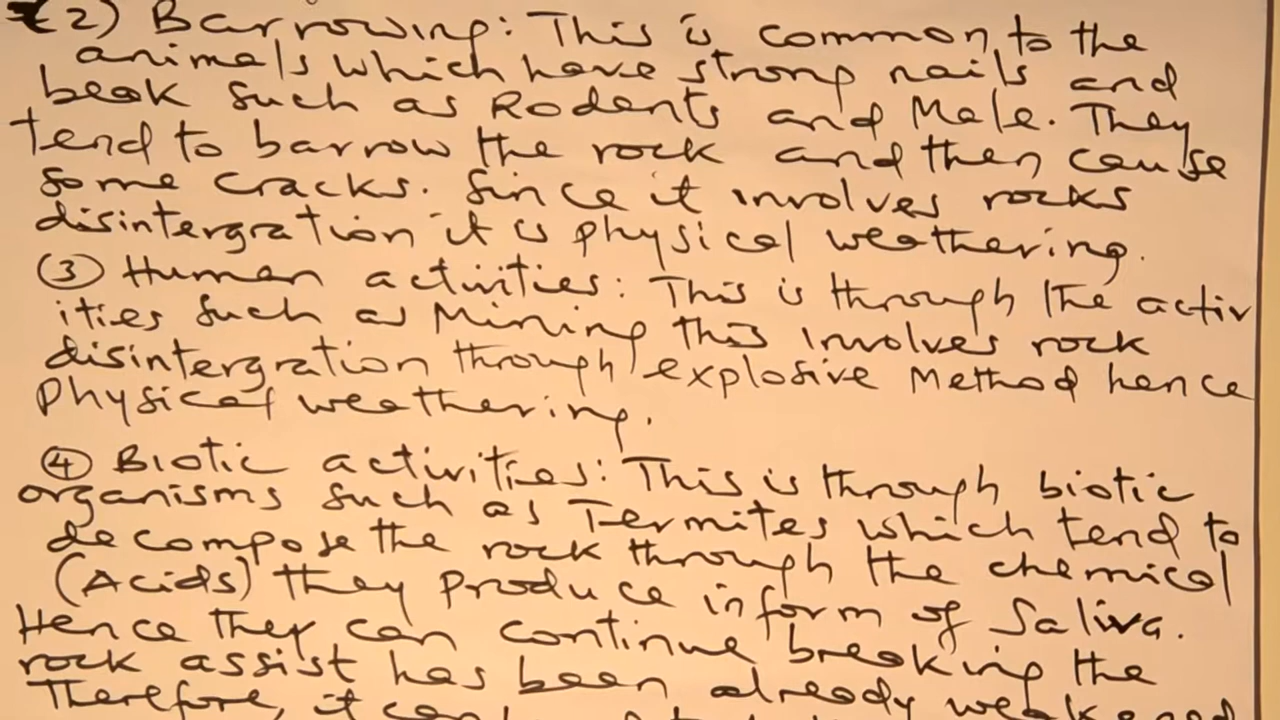 (2) Barrowing: This is common to the
animals which have strong nails and
beak such as Rodents and Mole. They
tend to barrow the rock and then cause
some cracks. Since it involves rocks
disintergration it is physical weathering.
(3) Human activities: This is through the activ
ities such as Mining this involves rock
disintergration through explosive Method hence
Physical weathering.
(4) Biotic activities: This is through biotic
organisms such as Termites which tend to
decompose the rock through the chemical
(Acids) they produce inform of Saliva.
Hence they can continue breaking the
rock assist has been already weakened
Therefore, it can